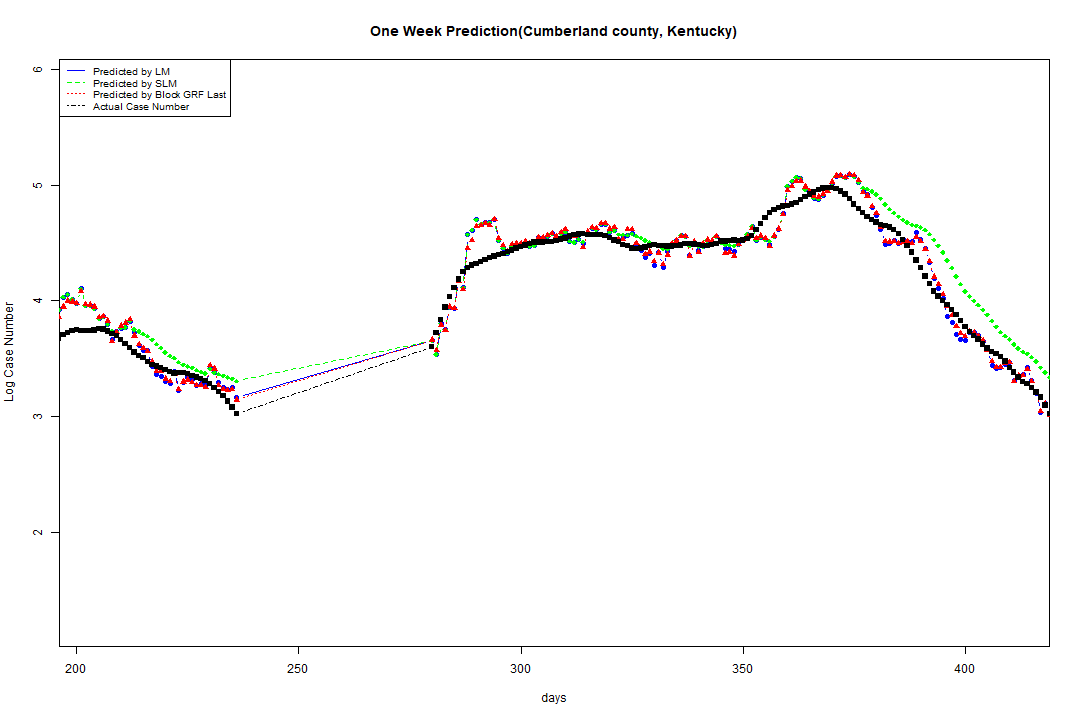 One Week Prediction(Cumberland county, Kentucky)
Predicted by LM
Predicted by SLM
Predicted by Block GRF Last
Actual Case Number
Log Case Number
6
5
4
3
2
200 250 300 350 400
days